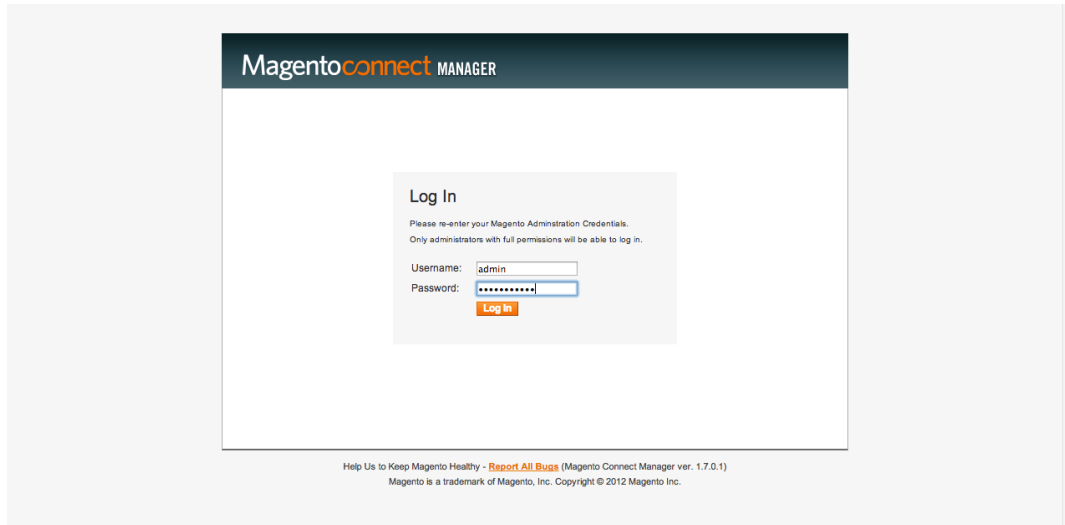 Magentoconnect MANAGER
Log In
Please re-enter your Magento Adminstration Credentials.
Only administrators with full permissions will be able to log in.
Username: admin
Password: •••••••••••
Log In
Help Us to Keep Magento Healthy - Report All Bugs (Magento Connect Manager ver. 1.7.0.1)
Magento is a trademark of Magento, Inc. Copyright © 2012 Magento Inc.